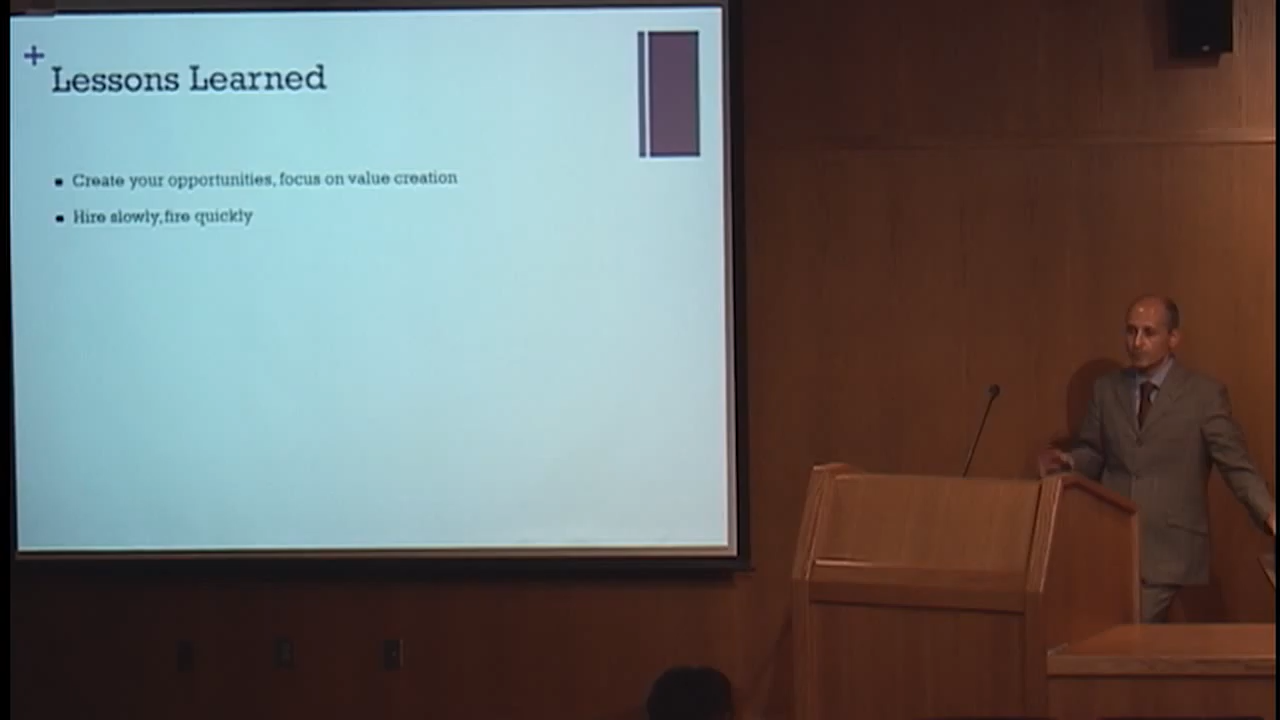 +
Lessons Learned
▪ Create your opportunities, focus on value creation
▪ Hire slowly, fire quickly